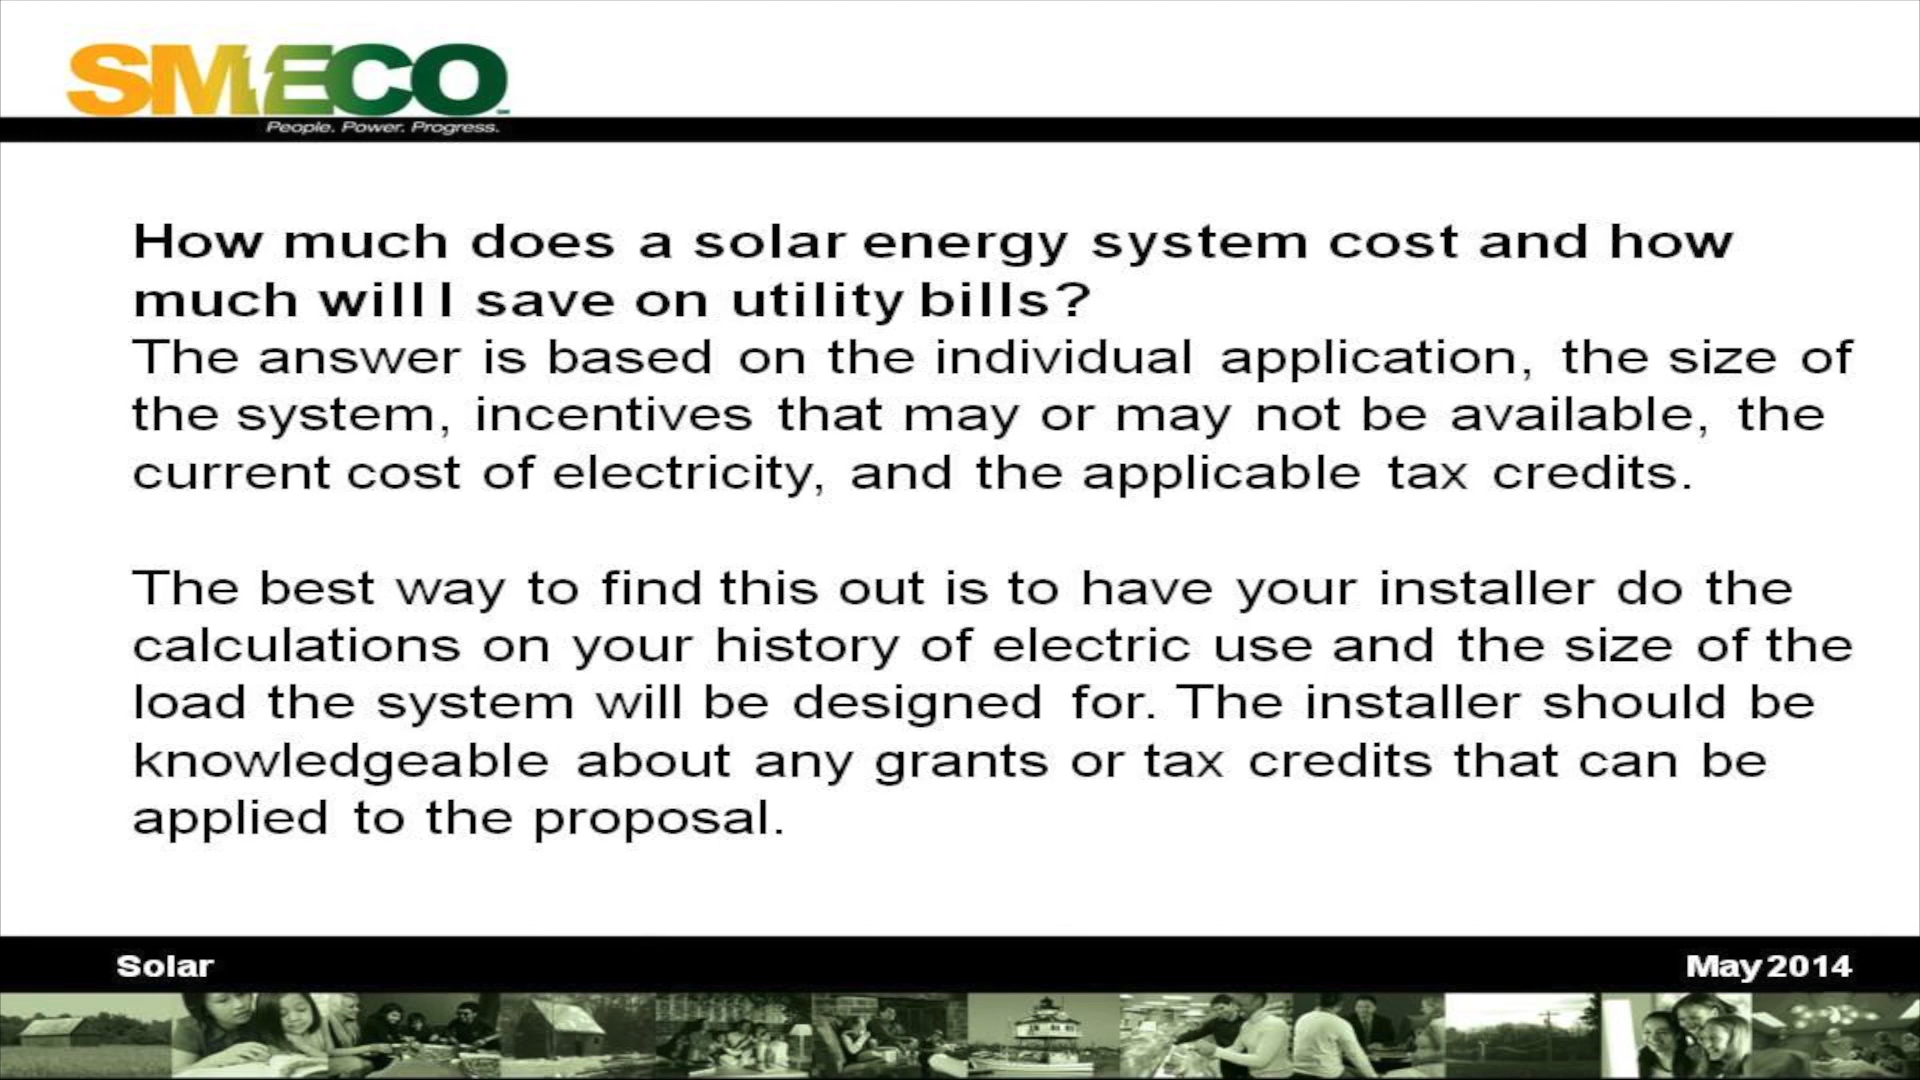 SMECO
People. Power. Progress.
How much does a solar energy system cost and how
much will I save on utility bills?
The answer is based on the individual application, the size of
the system, incentives that may or may not be available, the
current cost of electricity, and the applicable tax credits.
The best way to find this out is to have your installer do the
calculations on your history of electric use and the size of the
load the system will be designed for. The installer should be
knowledgeable about any grants or tax credits that can be
applied to the proposal.
Solar
May 2014